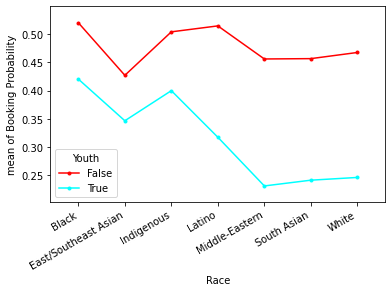 mean of Booking Probability
0.50
0.45
0.40
0.35
0.30
0.25
Youth
False
True
Black
East/Southeast Asian
Indigenous
Latino
Middle-Eastern
South Asian
White
Race